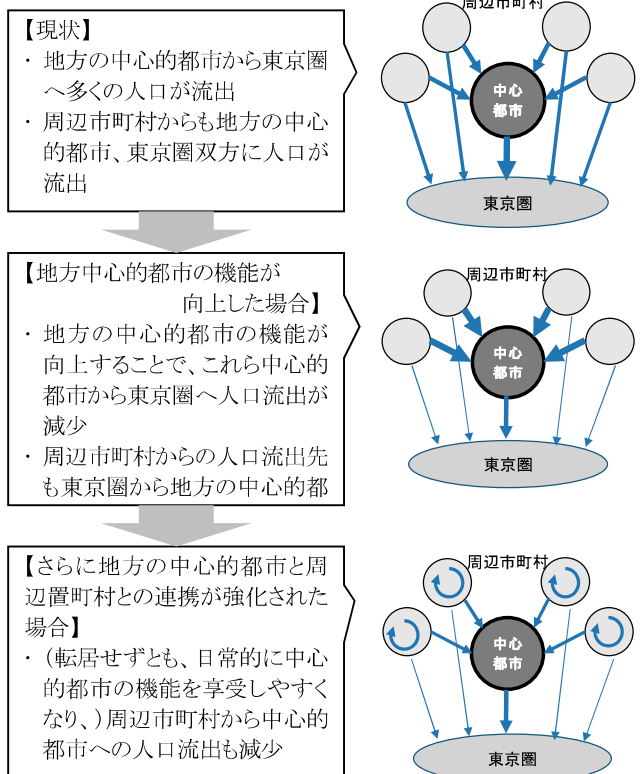 【現状】
・ 地方の中心的都市から東京圏
へ多くの人口が流出
・ 周辺市町村からも地方の中心
的都市、東京圏双方に人口が
流出
周辺市町村
中心
都市
東京圏
【地方中心的都市の機能が
向上した場合】
・ 地方の中心的都市の機能が
向上することで、これら中心的
都市から東京圏へ人口流出が
減少
・ 周辺市町村からの人口流出先
も東京圏から地方の中心的都
周辺市町村
中心
都市
東京圏
【さらに地方の中心的都市と周
辺置町村との連携が強化された
場合】
・ （転居せずとも、日常的に中心
的都市の機能を享受しやすく
なり、）周辺市町村から中心的
都市への人口流出も減少
周辺市町村
中心
都市
東京圏